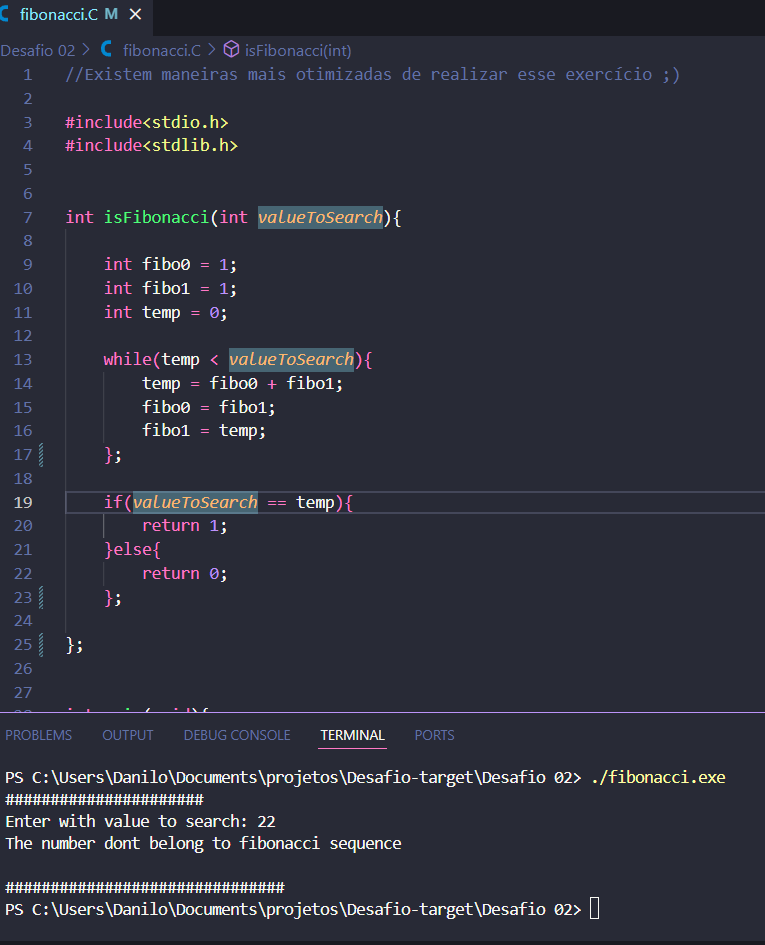 fibonacci.C M ×
Desafio 02 > C fibonacci.C > isFibonacci(int)
1 //Existem maneiras mais otimizadas de realizar esse exercício ;)
2
3 #include<stdio.h>
4 #include<stdlib.h>
5
6
7 int isFibonacci(int valueToSearch){
8
9 int fibo0 = 1;
10 int fibo1 = 1;
11 int temp = 0;
12
13 while(temp < valueToSearch){
14 temp = fibo0 + fibo1;
15 fibo0 = fibo1;
16 fibo1 = temp;
17 };
18
19 if(valueToSearch == temp){
20 return 1;
21 }else{
22 return 0;
23 };
24
25 };
26
27
PROBLEMS OUTPUT DEBUG CONSOLE TERMINAL PORTS
PS C:\Users\Danilo\Documents\projetos\Desafio-target\Desafio 02> ./fibonacci.exe
######################
Enter with value to search: 22
The number dont belong to fibonacci sequence
###############################
PS C:\Users\Danilo\Documents\projetos\Desafio-target\Desafio 02>